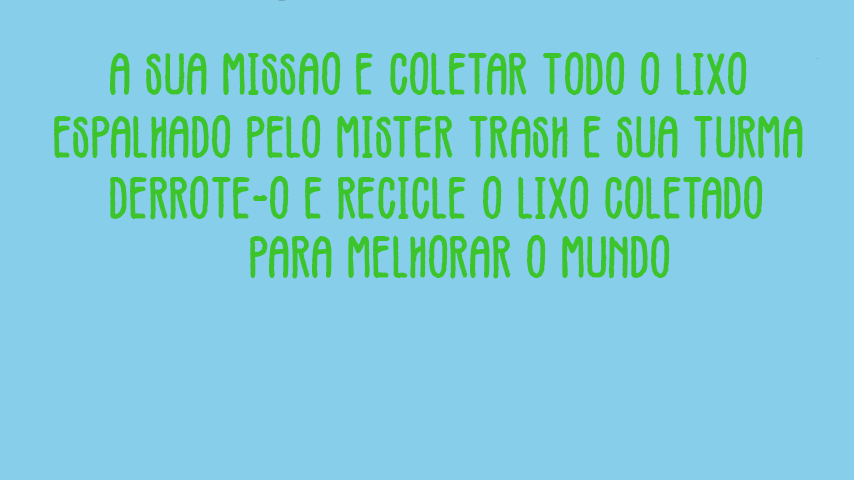 A SUA MISSAO E COLETAR TODO O LIXO
ESPALHADO PELO MISTER TRASH E SUA TURMA
DERROTE-O E RECICLE O LIXO COLETADO
PARA MELHORAR O MUNDO